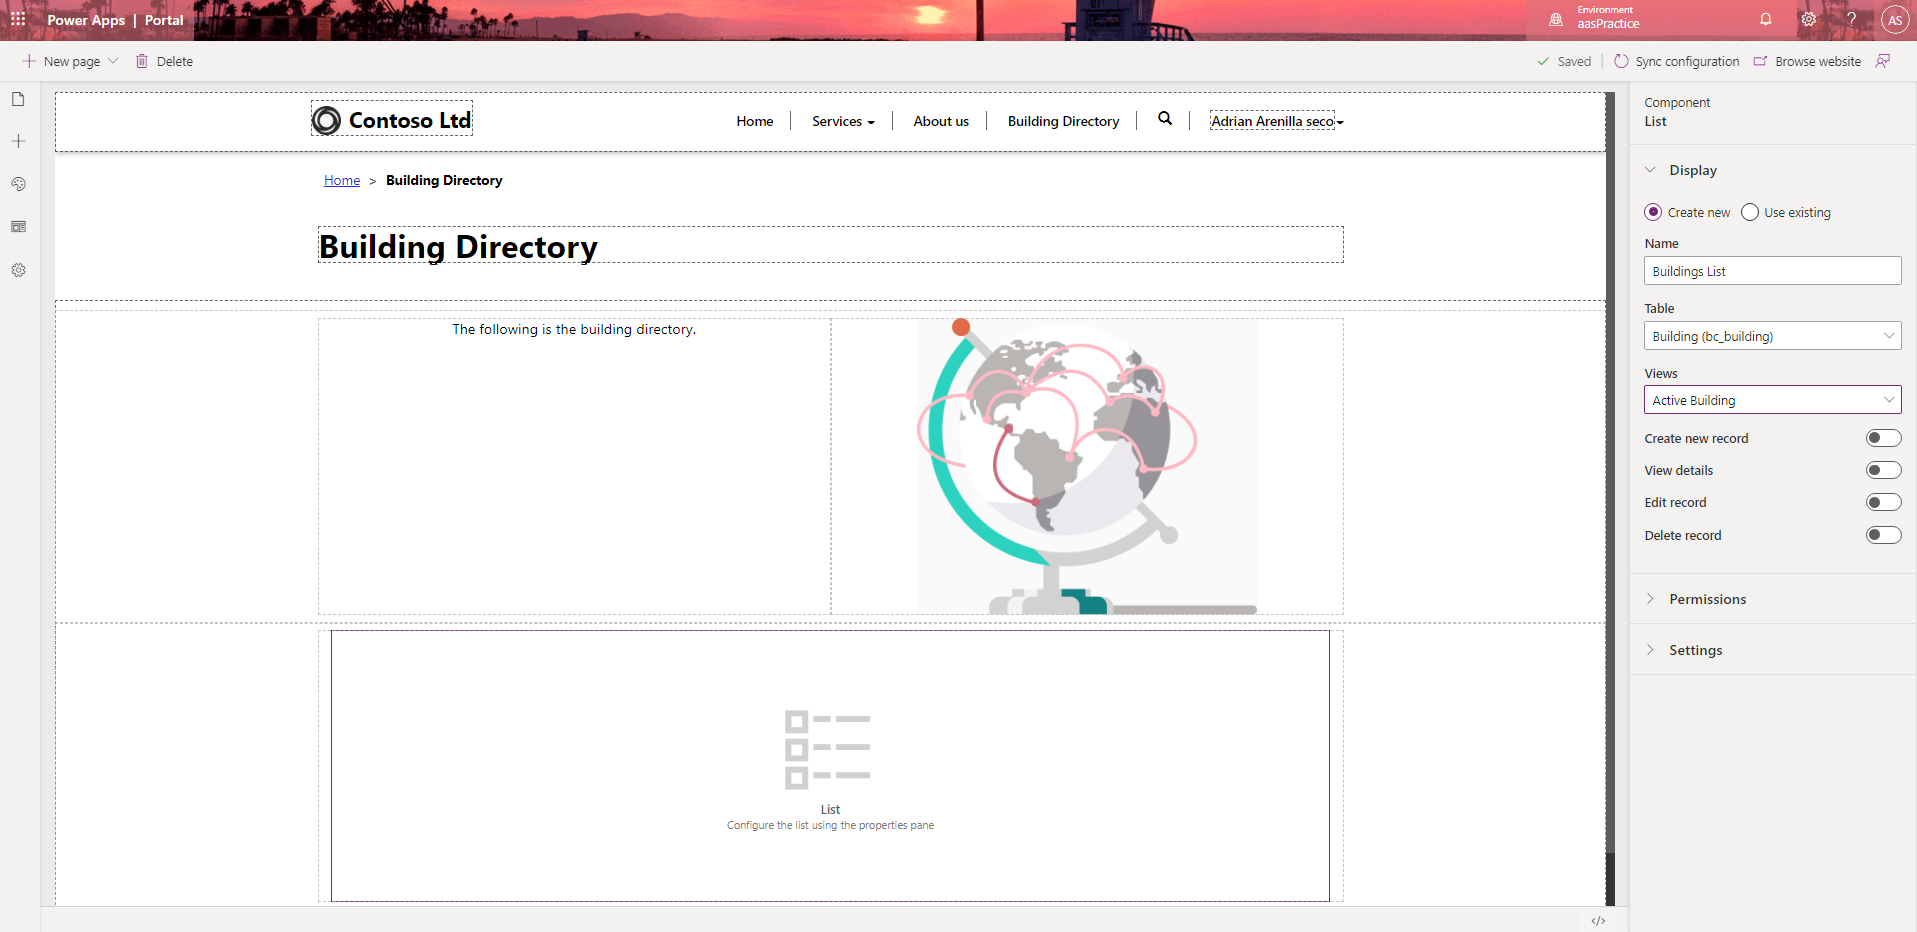 Power Apps | Portal
Environment
aasPractice
?
AS
New page
Delete
Saved
Sync configuration
Browse website
Contoso Ltd
Home
Services
About us
Building Directory
Adrian Arenilla seco
Home > Building Directory
Building Directory
The following is the building directory.
List
Configure the list using the properties pane
</>
Component
List
Display
Create new
Use existing
Name
Buildings List
Table
Building (bc_building)
Views
Active Building
Create new record
View details
Edit record
Delete record
Permissions
Settings